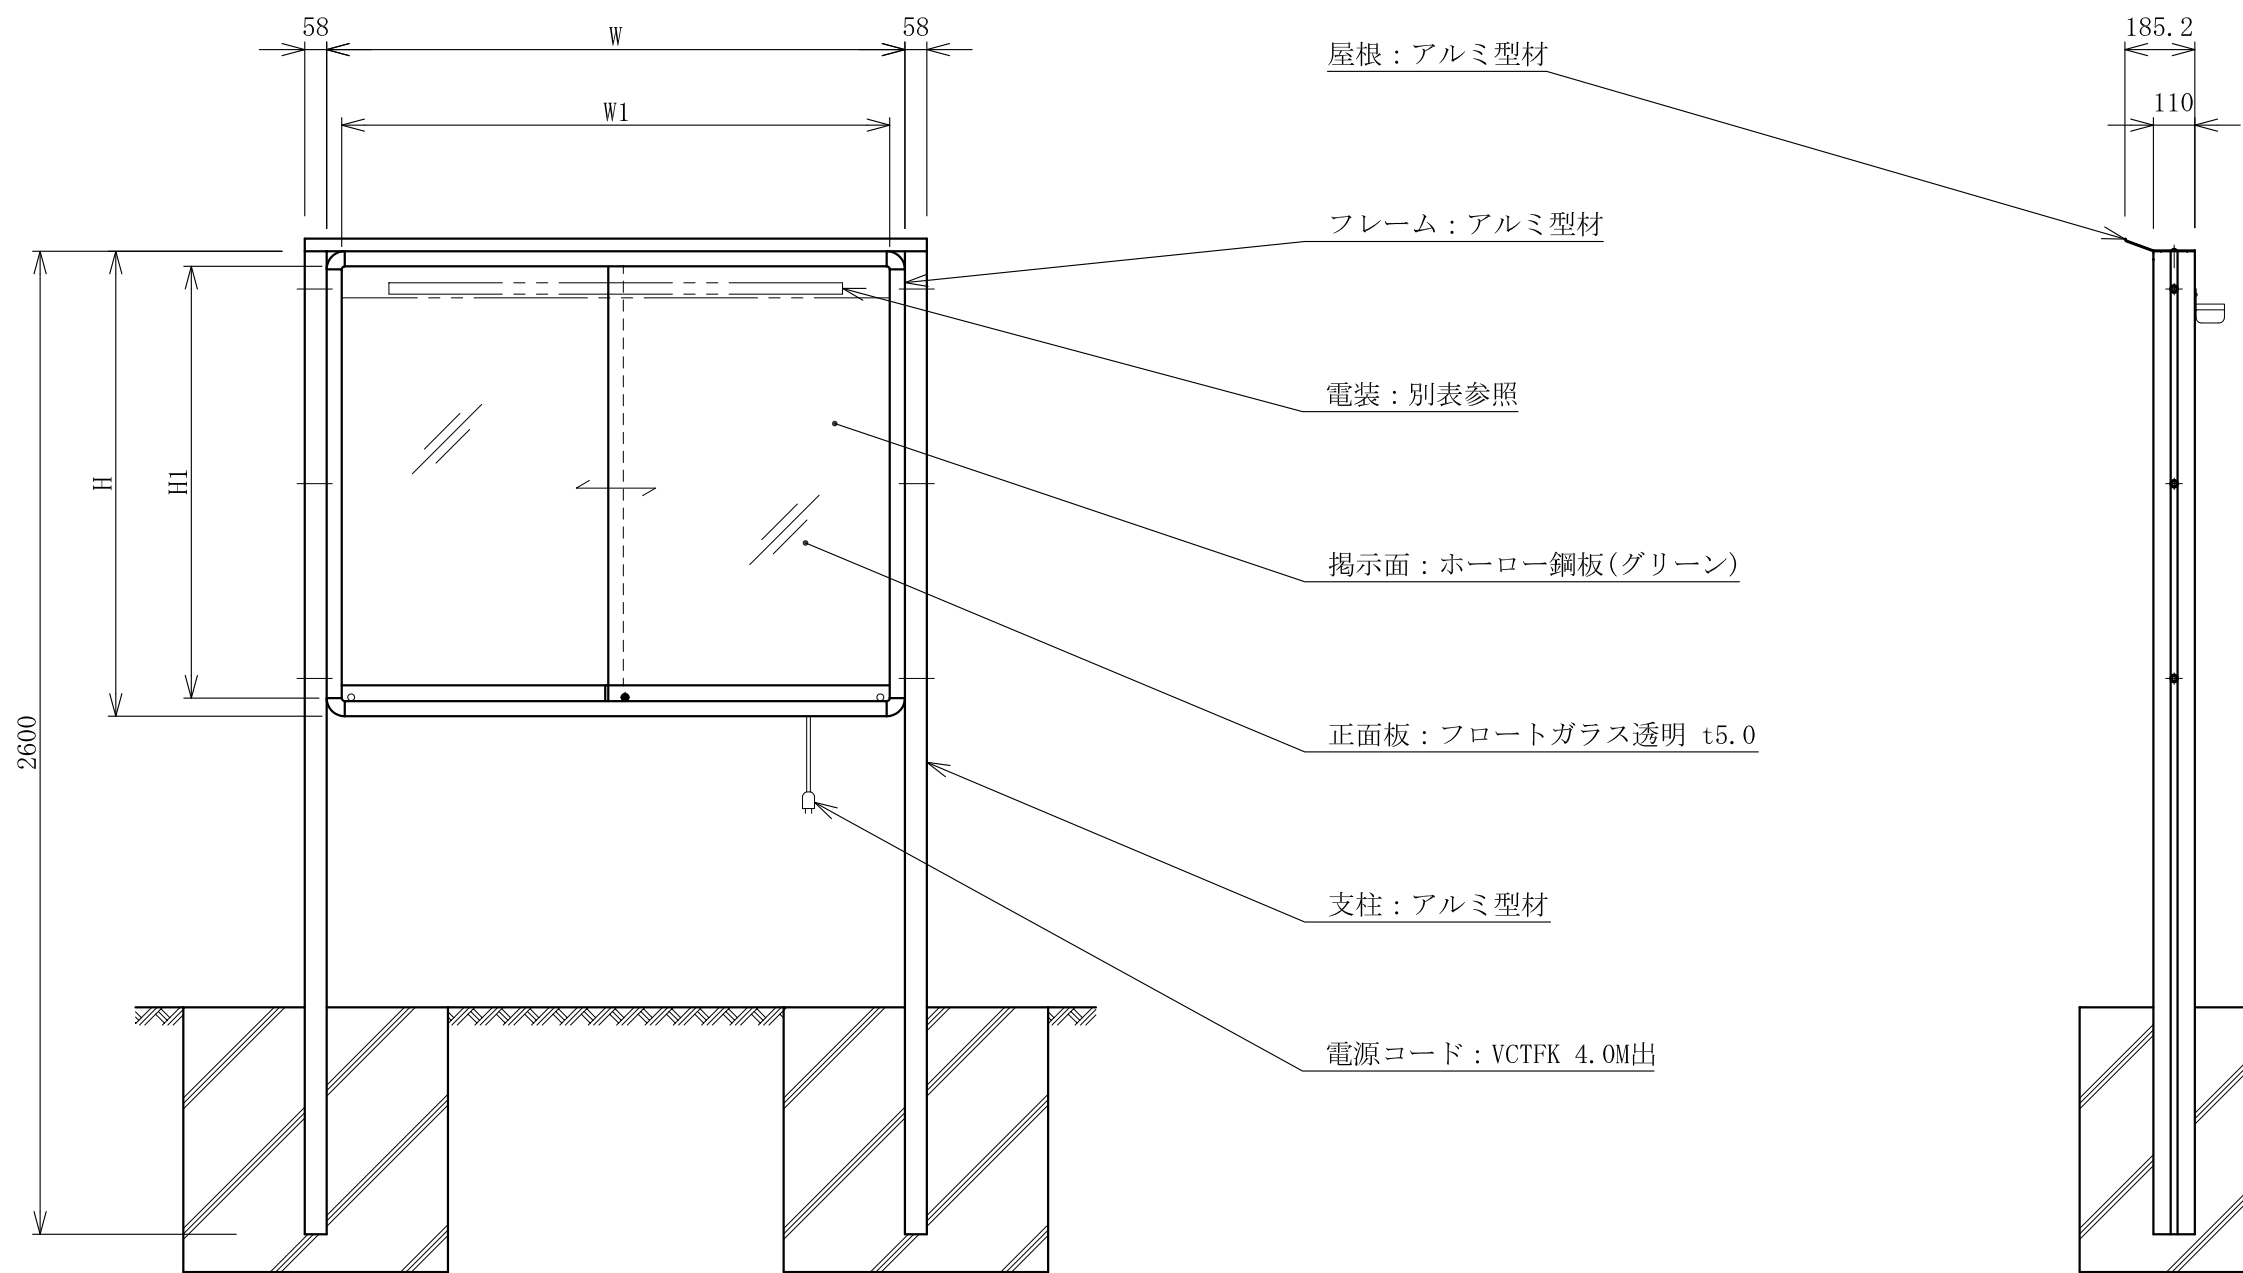 58
W
58
185.2
屋根：アルミ型材
W1
110
フレーム：アルミ型材
電装：別表参照
H
H1
掲示面：ホーロー鋼板(グリーン)
2600
正面板：フロートガラス透明 t5.0
支柱：アルミ型材
電源コード：VCTFK 4.0M出